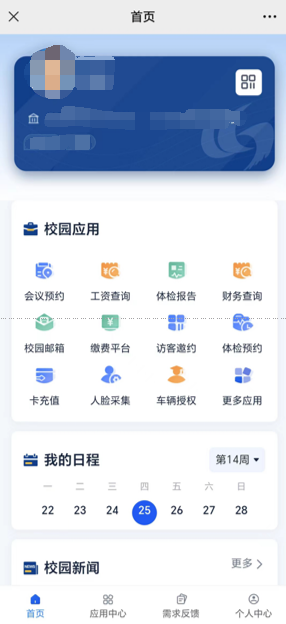 首页
校园应用
会议预约 工资查询 体检报告 财务查询
校园邮箱 缴费平台 访客邀约 体检预约
卡充值 人脸采集 车辆授权 更多应用
我的日程 第14周
一 二 三 四 五 六 日
22 23 24 25 26 27 28
校园新闻 更多
首页 应用中心 需求反馈 个人中心